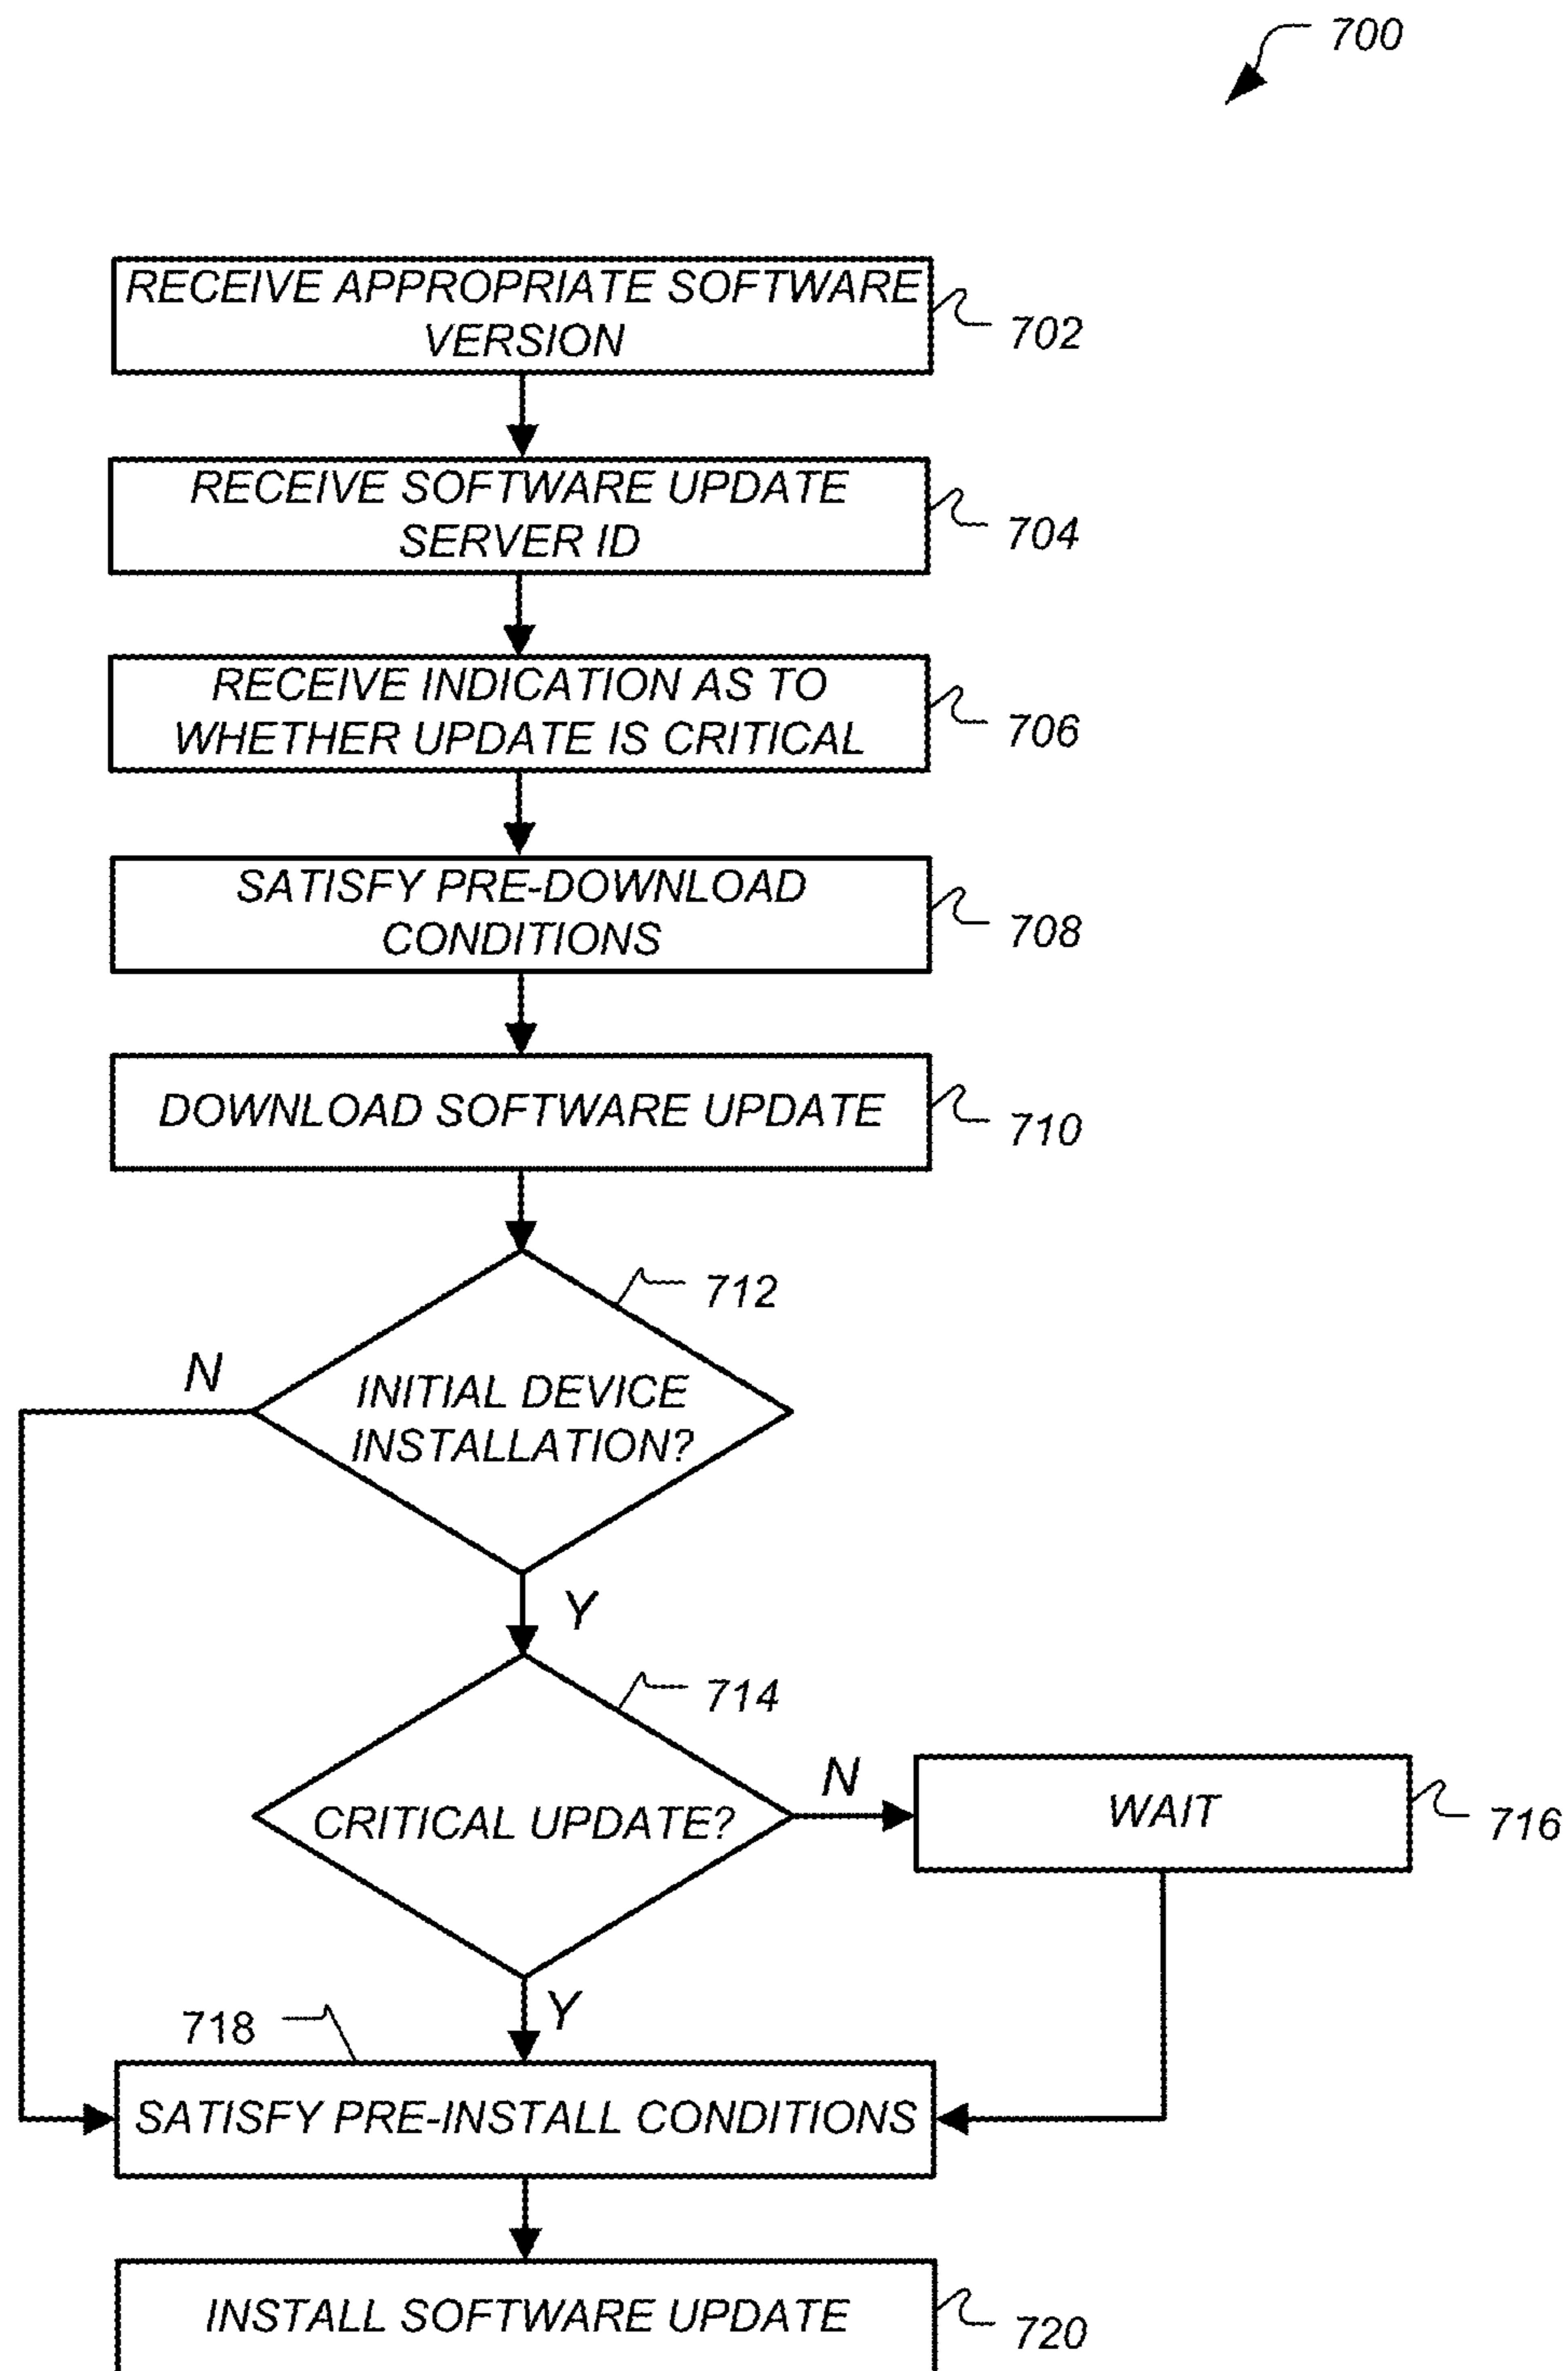 700
RECEIVE APPROPRIATE SOFTWARE
VERSION
702
RECEIVE SOFTWARE UPDATE
SERVER ID
704
RECEIVE INDICATION AS TO
WHETHER UPDATE IS CRITICAL
706
SATISFY PRE-DOWNLOAD
CONDITIONS
708
DOWNLOAD SOFTWARE UPDATE
710
712
N
INITIAL DEVICE
INSTALLATION?
Y
714
CRITICAL UPDATE?
N
WAIT
716
Y
718
SATISFY PRE-INSTALL CONDITIONS
INSTALL SOFTWARE UPDATE
720